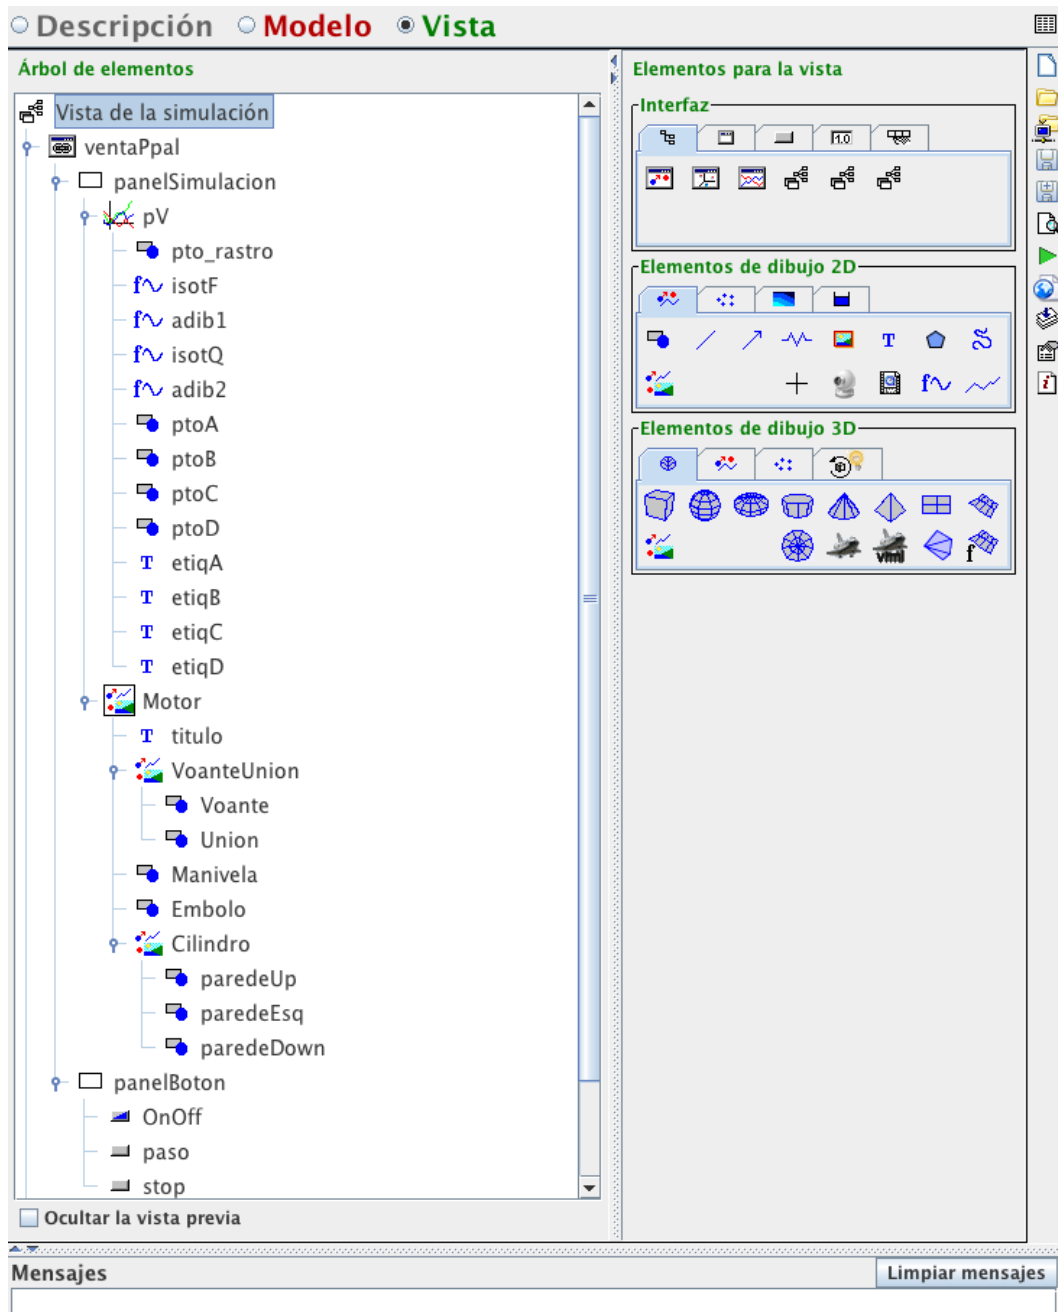 Descripción Modelo Vista
Árbol de elementos
Vista de la simulación
ventaPpal
panelSimulacion
pV
pto_rastro
f isotF
f adib1
f isotQ
f adib2
ptoA
ptoB
ptoC
ptoD
T etiqA
T etiqB
T etiqC
T etiqD
Motor
T titulo
VoanteUnion
Voante
Union
Manivela
Embolo
Cilindro
paredeUp
paredeEsq
paredeDown
panelBoton
OnOff
paso
stop
Ocultar la vista previa
Elementos para la vista
Interfaz
1.0
Elementos de dibujo 2D
T
f
Elementos de dibujo 3D
vrml f
i
Mensajes
Limpiar mensajes